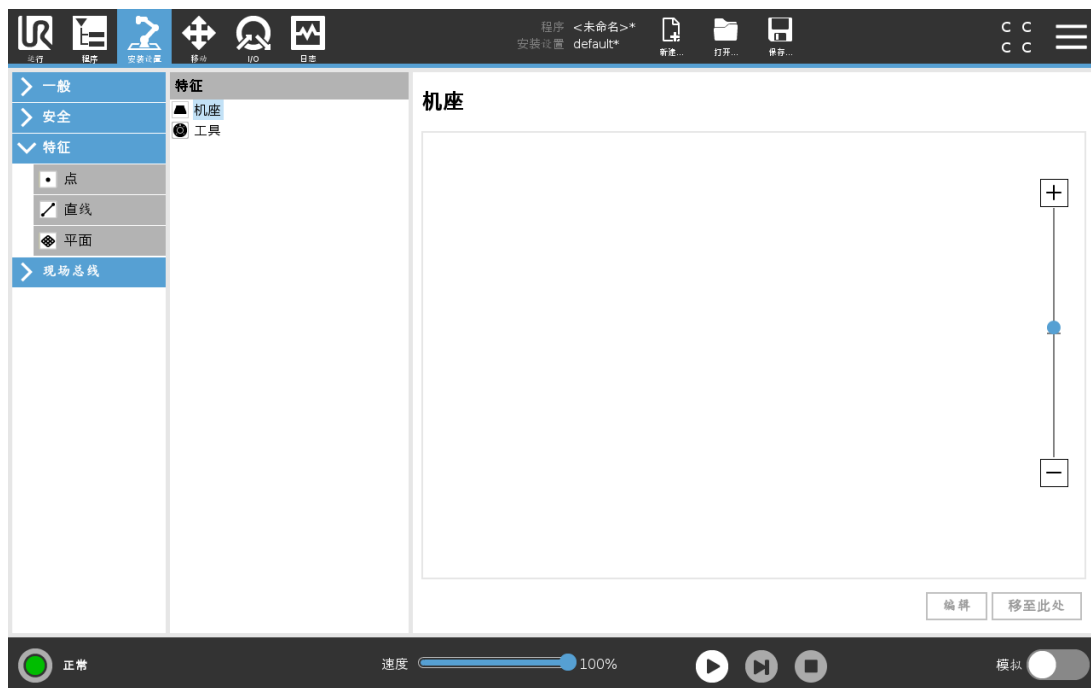 程序 <未命名>*
安装设置 default*
C C
C C
运行 程序 安装设置 移动 I/O 日志 新建... 打开... 保存...
一般
安全
特征
点
直线
平面
现场总线
特征
机座
工具
机座
编辑 移至此处
正常 速度 100% 模拟